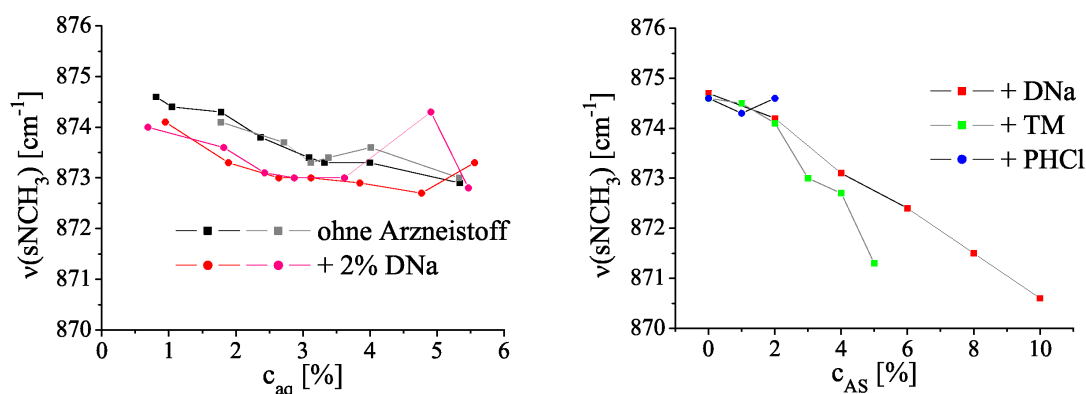 876
875
874
873
872
871
870
ν(sNCH₃) [cm⁻¹]
ohne Arzneistoff
+ 2% DNa
0 1 2 3 4 5 6
c_aq [%]
876
875
874
873
872
871
870
ν(sNCH₃) [cm⁻¹]
+ DNa
+ TM
+ PHCl
0 2 4 6 8 10
c_AS [%]